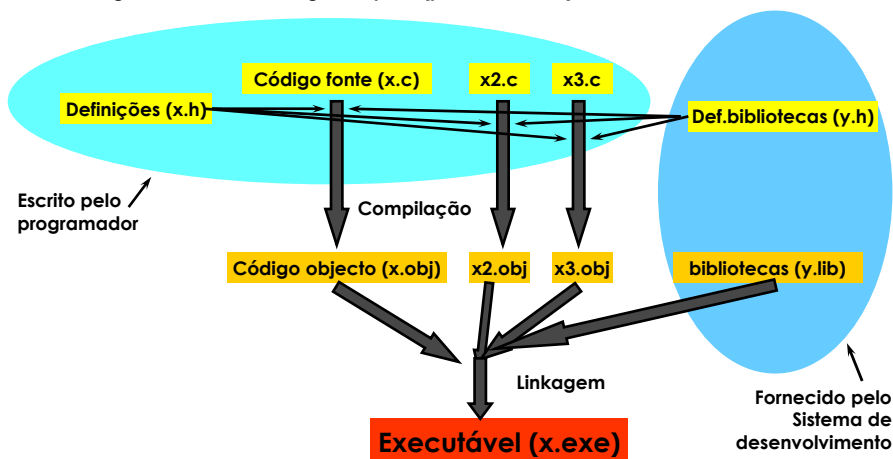 Código fonte (x.c)
x2.c
x3.c
Definições (x.h)
Def.bibliotecas (y.h)
Escrito pelo
programador
Compilação
Código objecto (x.obj)
x2.obj
x3.obj
bibliotecas (y.lib)
Linkagem
Fornecido pelo
Sistema de
desenvolvimento
Executável (x.exe)